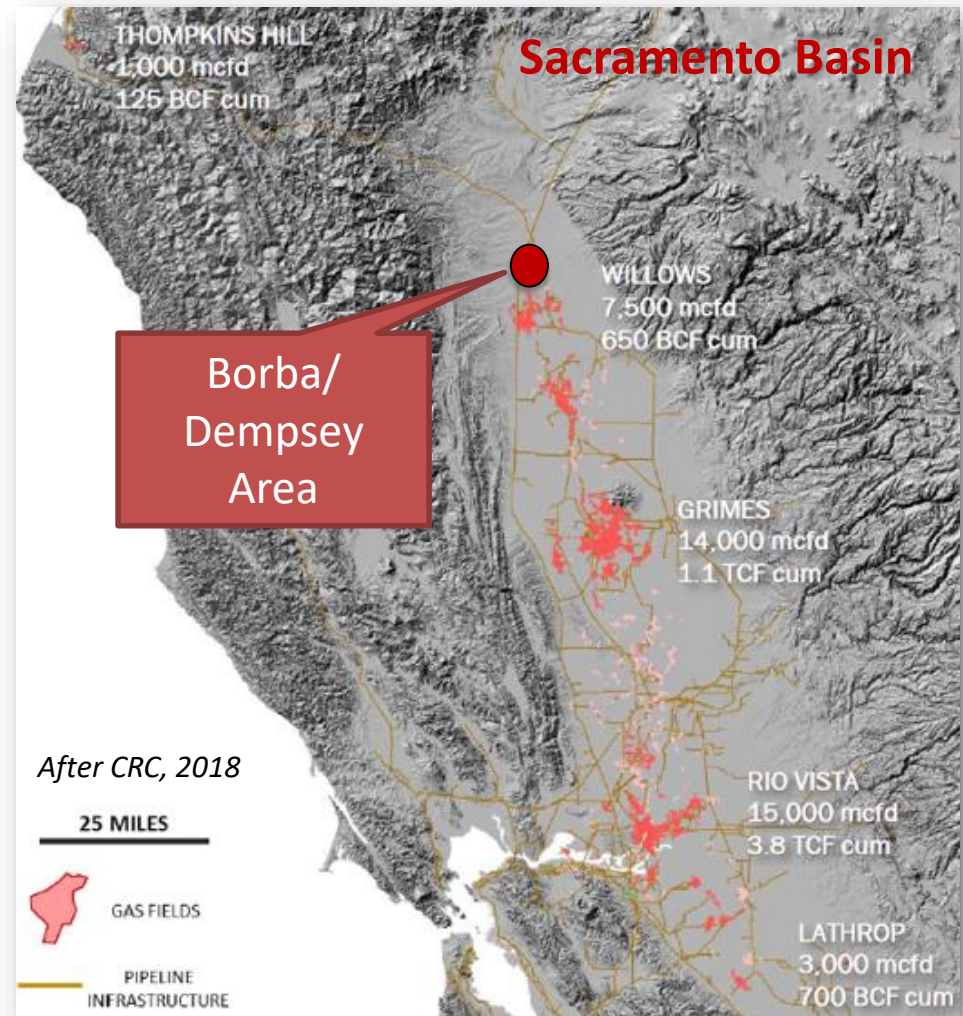 THOMPKINS HILL
1,000 mcfd
125 BCF cum
Sacramento Basin
WILLOWS
7,500 mcfd
650 BCF cum
Borba/
Dempsey
Area
GRIMES
14,000 mcfd
1.1 TCF cum
After CRC, 2018
RIO VISTA
15,000 mcfd
3.8 TCF cum
25 MILES
GAS FIELDS
LATHROP
3,000 mcfd
700 BCF cum
PIPELINE
INFRASTRUCTURE